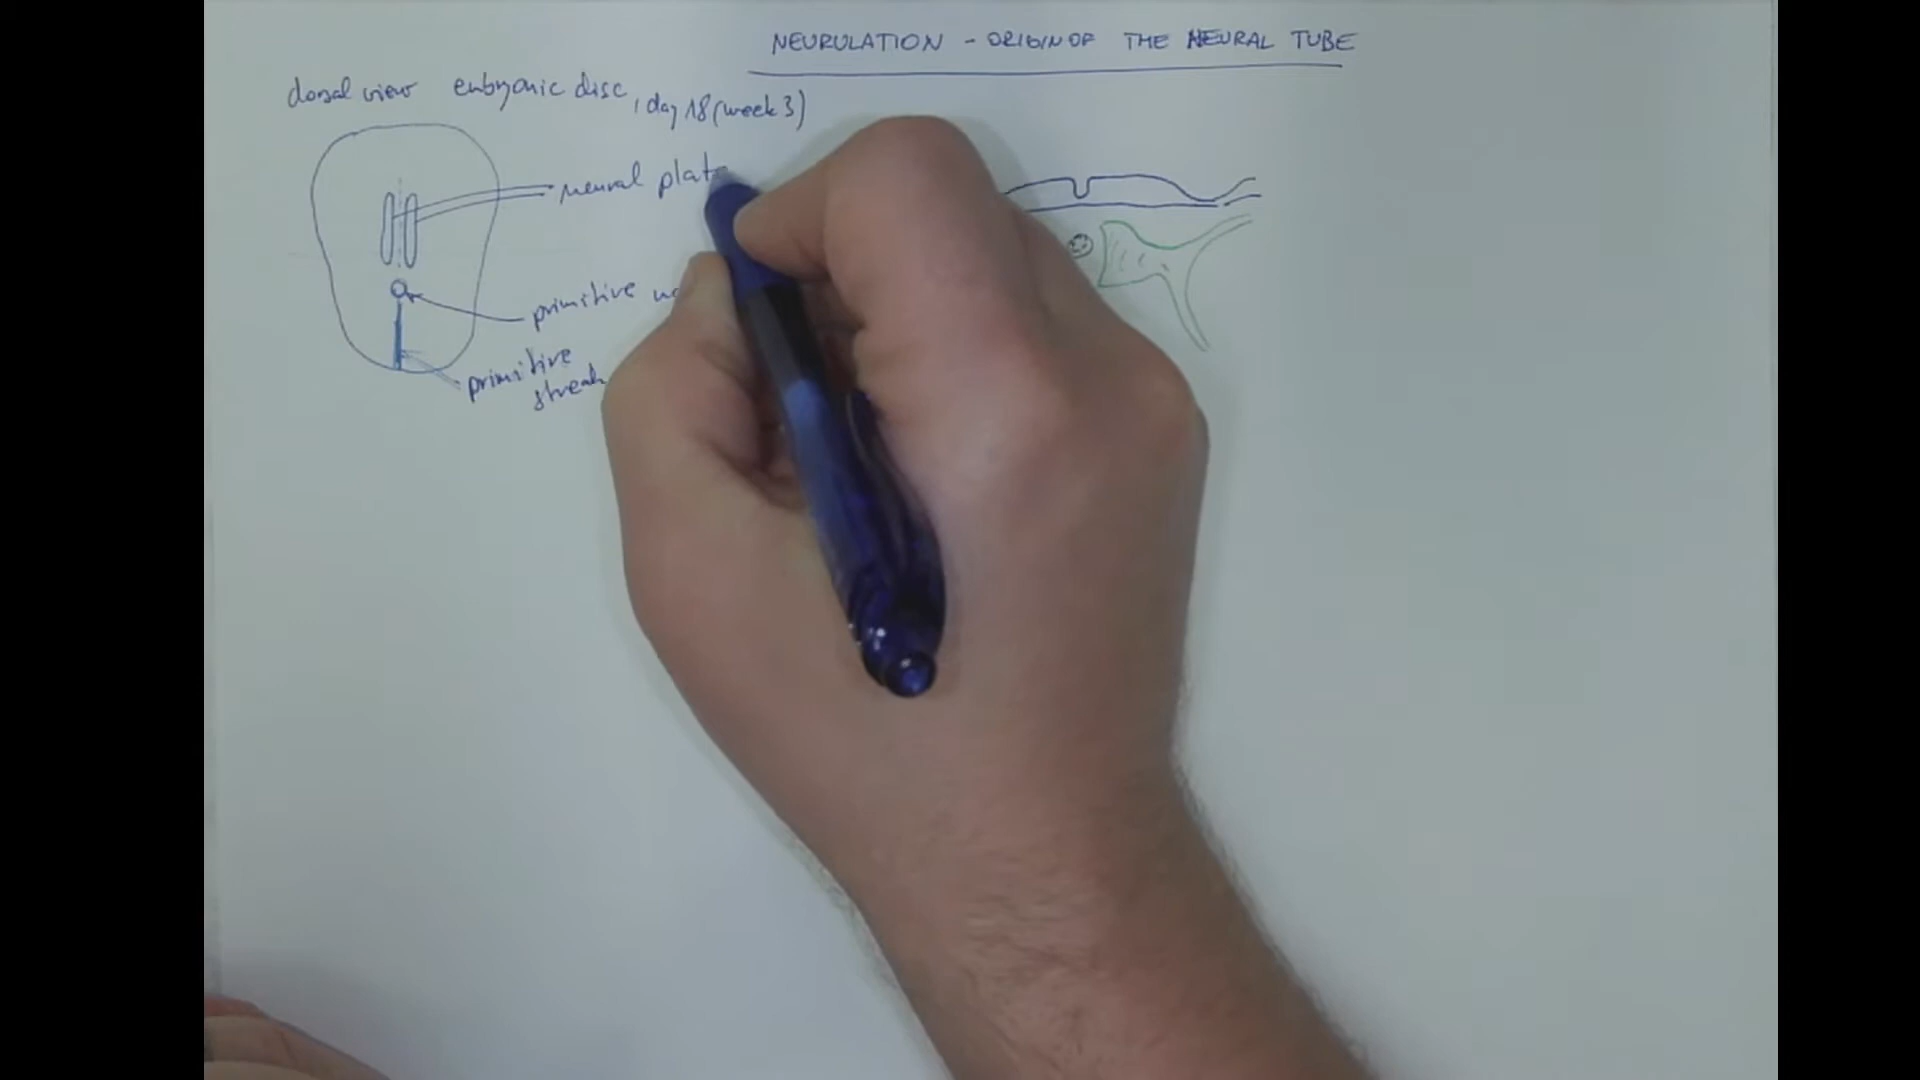 NEURULATION - ORIGIN OF THE NEURAL TUBE
dorsal view embryonic disc, day 18 (week 3)
neural plate
primitive
primitive
streak